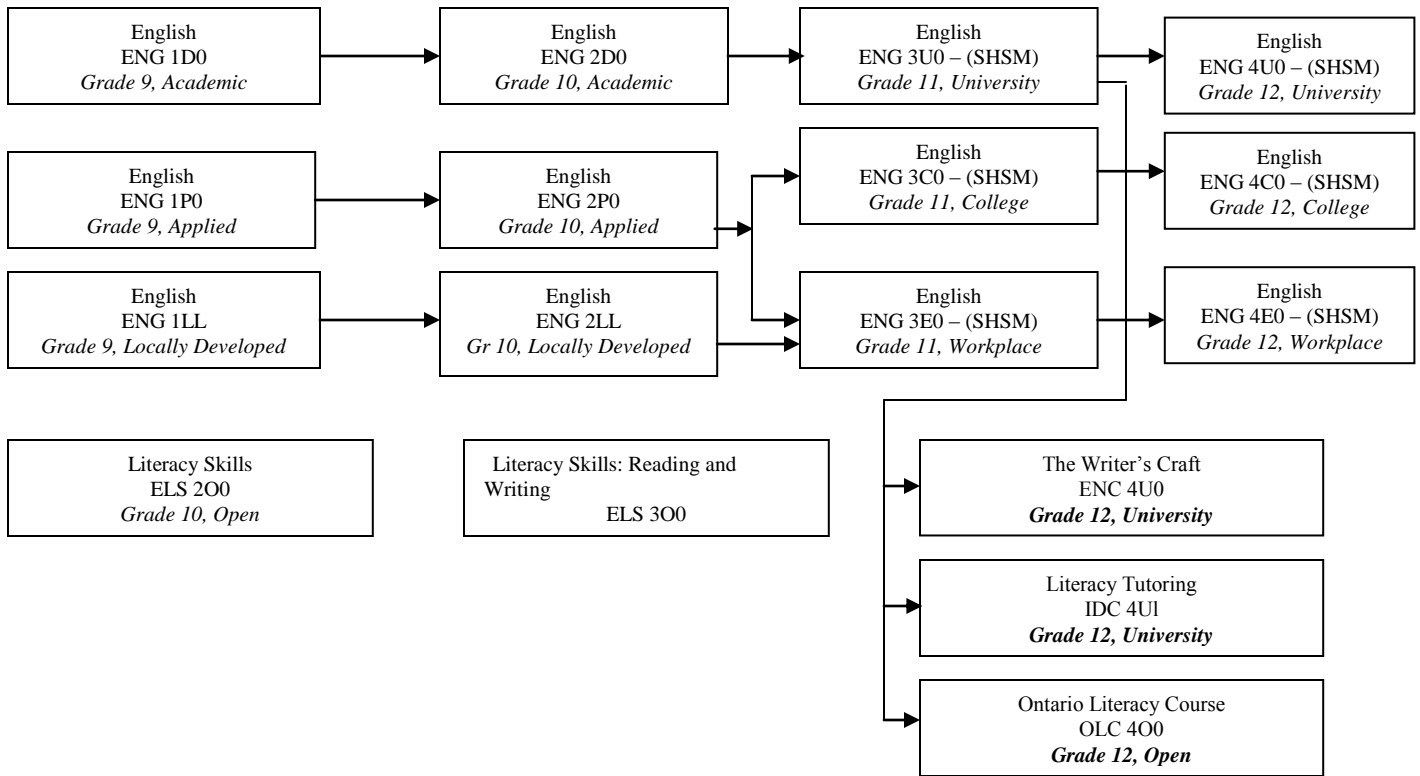 English
ENG 1D0
Grade 9, Academic
English
ENG 2D0
Grade 10, Academic
English
ENG 3U0 – (SHSM)
Grade 11, University
English
ENG 4U0 – (SHSM)
Grade 12, University
English
ENG 1P0
Grade 9, Applied
English
ENG 2P0
Grade 10, Applied
English
ENG 3C0 – (SHSM)
Grade 11, College
English
ENG 4C0 – (SHSM)
Grade 12, College
English
ENG 1LL
Grade 9, Locally Developed
English
ENG 2LL
Gr 10, Locally Developed
English
ENG 3E0 – (SHSM)
Grade 11, Workplace
English
ENG 4E0 – (SHSM)
Grade 12, Workplace
Literacy Skills
ELS 2O0
Grade 10, Open
Literacy Skills: Reading and
Writing
ELS 3O0
The Writer’s Craft
ENC 4U0
Grade 12, University
Literacy Tutoring
IDC 4Ul
Grade 12, University
Ontario Literacy Course
OLC 4O0
Grade 12, Open